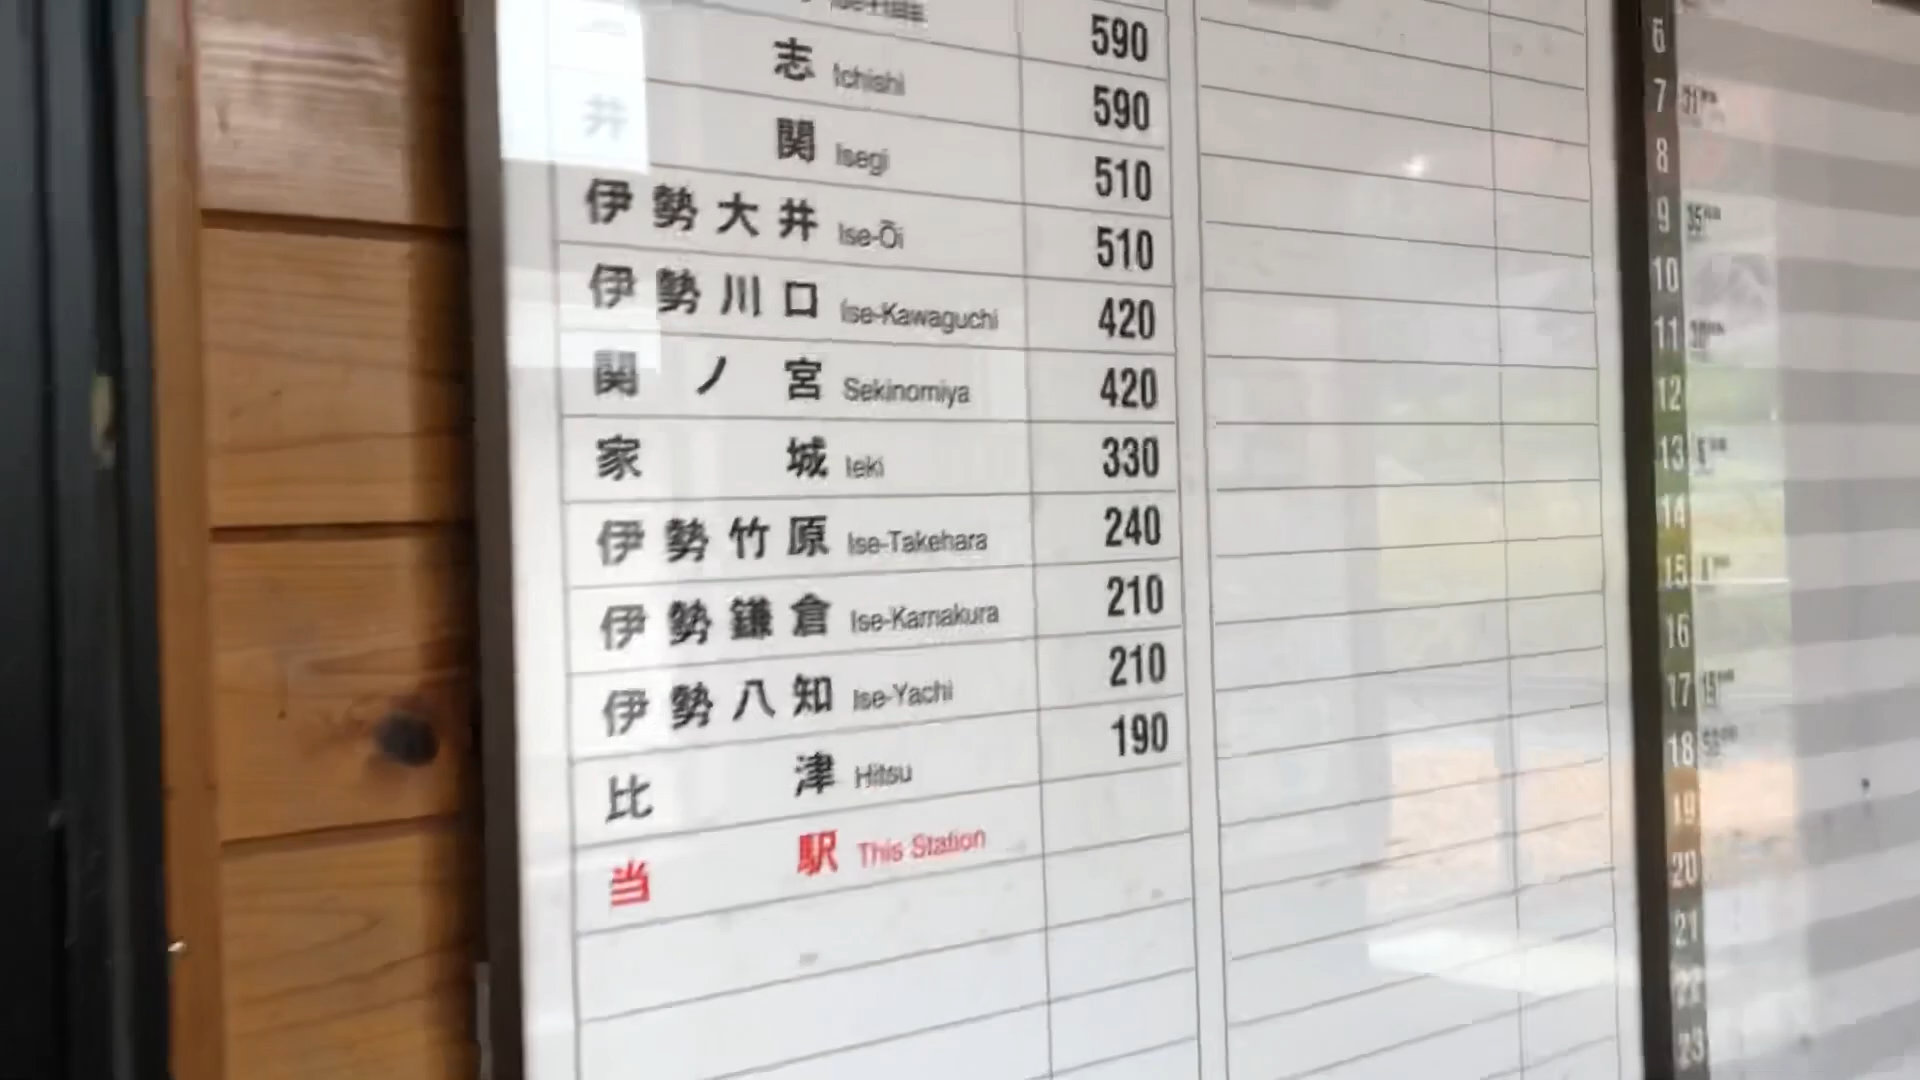 590
志 Ichishi 590
井関 Isegi 510
伊勢大井 Ise-Ōi 510
伊勢川口 Ise-Kawaguchi 420
関ノ宮 Sekinomiya 420
家城 Ieki 330
伊勢竹原 Ise-Takehara 240
伊勢鎌倉 Ise-Kamakura 210
伊勢八知 Ise-Yachi 210
比津 Hitsu 190
当駅 This Station
6
7 31
8
9 35
10
11
12
13
14
15
16
17 15
18
19
20
21
22
23